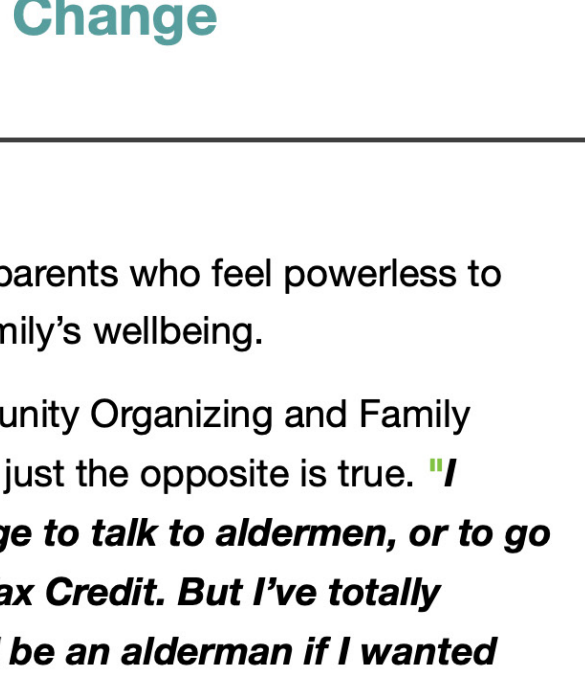 Change
parents who feel powerless to
mily’s wellbeing.
unity Organizing and Family
just the opposite is true. "I
ge to talk to aldermen, or to go
ax Credit. But I’ve totally
be an alderman if I wanted